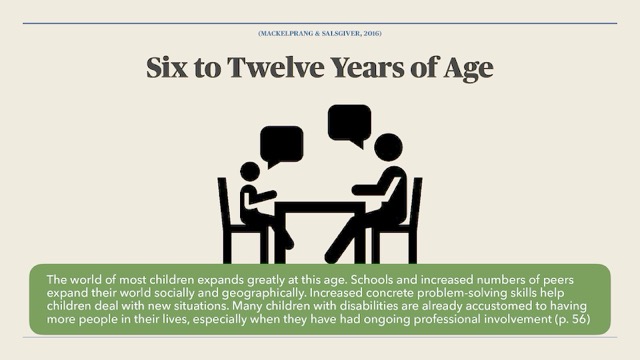 (MACKELPRANG & SALSGIVER, 2016)
Six to Twelve Years of Age
The world of most children expands greatly at this age. Schools and increased numbers of peers
expand their world socially and geographically. Increased concrete problem-solving skills help
children deal with new situations. Many children with disabilities are already accustomed to having
more people in their lives, especially when they have had ongoing professional involvement (p. 56)